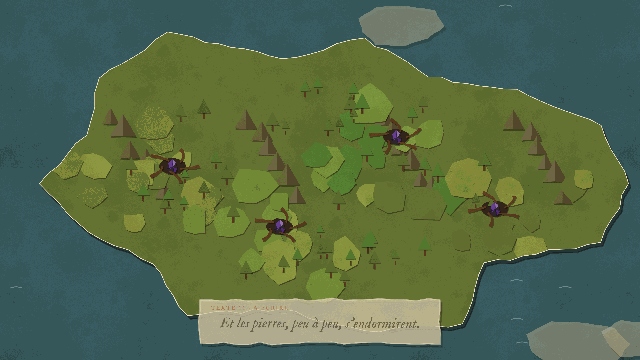 Et les pierres, peu à peu, s'endormirent.